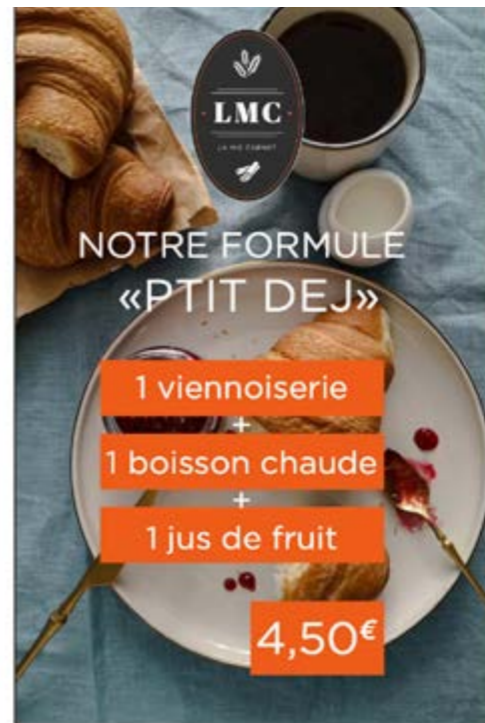 LMC
NOTRE FORMULE
«PTIT DEJ»
1 viennoiserie
+
1 boisson chaude
+
1 jus de fruit
4,50€